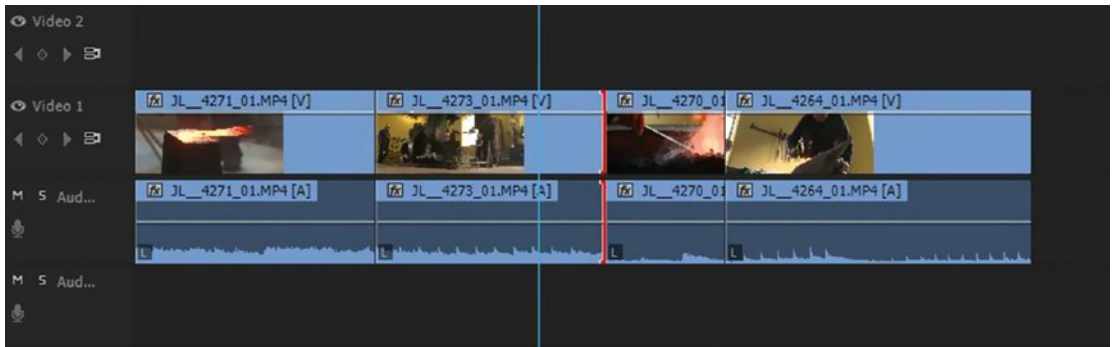 Video 2
Video 1
fx JL__4271_01.MP4 [V]
fx JL__4273_01.MP4 [V]
fx JL__4270_01
fx JL__4264_01.MP4 [V]
M S Aud...
fx JL__4271_01.MP4 [A]
fx JL__4273_01.MP4 [A]
fx JL__4270_01
fx JL__4264_01.MP4 [A]
L
L
L
L
M S Aud...